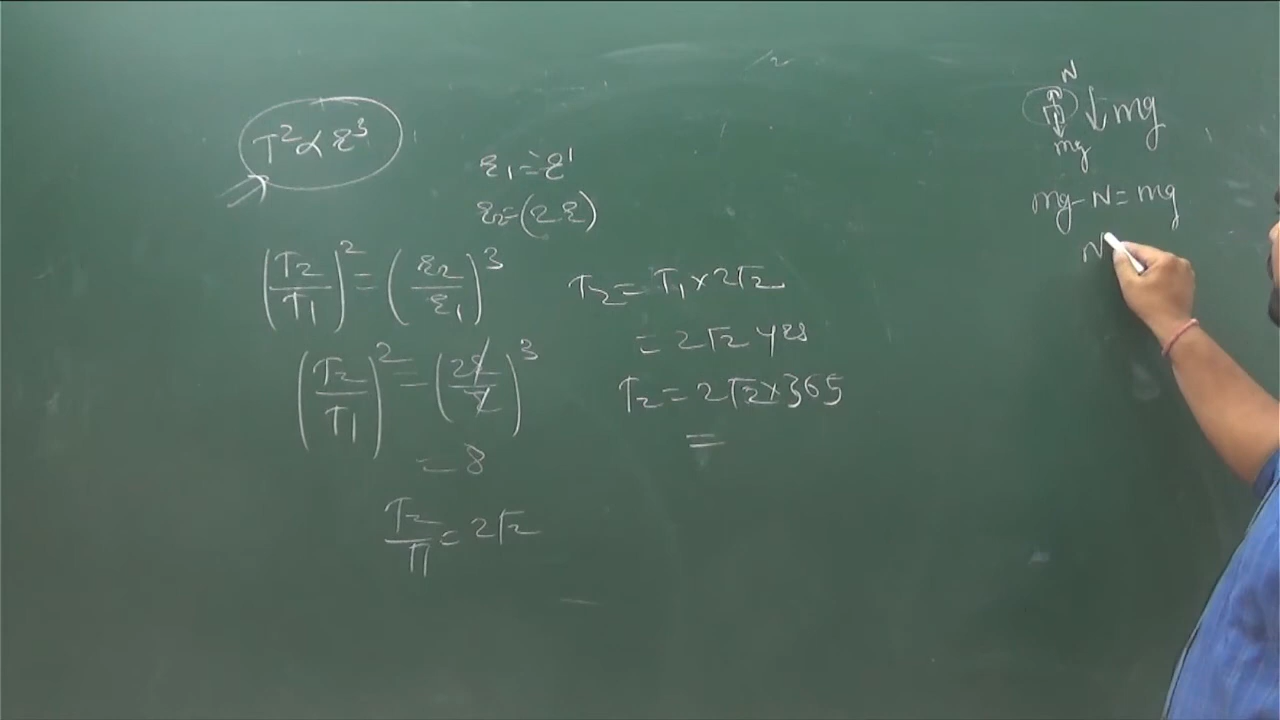 T² ∝ r³
r₁ = r
r₂ = (2r)
(T₂/T₁)² = (r₂/r₁)³
(T₂/T₁)² = (2r/r)³
= 8
T₂/T₁ = 2√2
T₂ = T₁ × 2√2
= 2√2 yrs
T₂ = 2√2 × 365
=
N
mg
mg
mg - N = mg
N